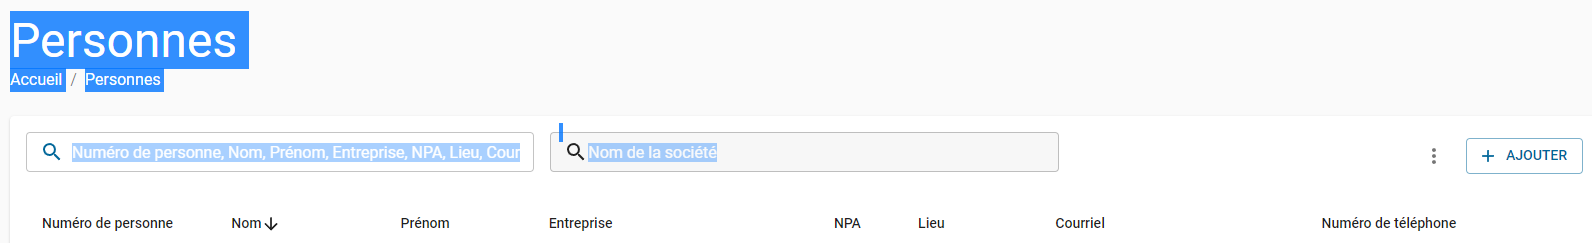 Personnes
Accueil / Personnes
Numéro de personne, Nom, Prénom, Entreprise, NPA, Lieu, Cour
Nom de la société
AJOUTER
Numéro de personne Nom Prénom Entreprise NPA Lieu Courriel Numéro de téléphone